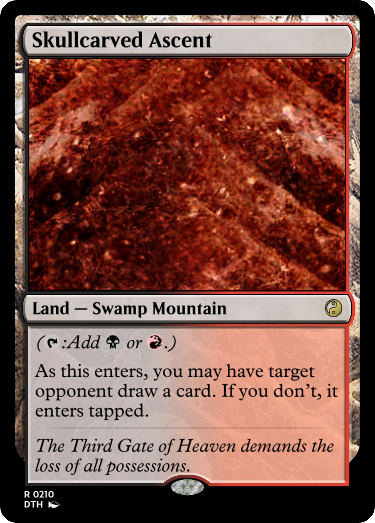 Skullcarved Ascent
Land — Swamp Mountain
( :Add or .)
As this enters, you may have target
opponent draw a card. If you don't, it
enters tapped.
The Third Gate of Heaven demands the
loss of all possessions.
R 0210
DTH